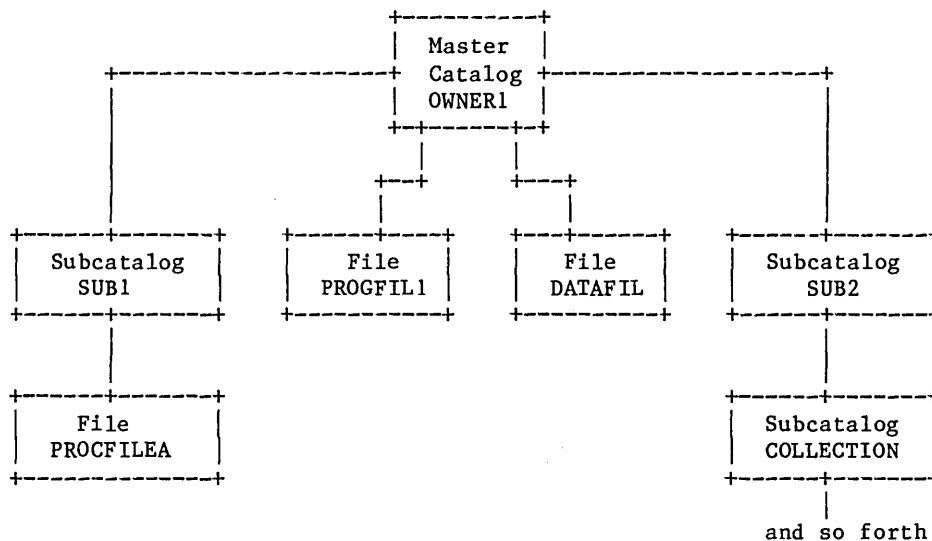 Master
Catalog
OWNER1
Subcatalog
SUB1
File
PROGFIL1
File
DATAFIL
Subcatalog
SUB2
File
PROCFILEA
Subcatalog
COLLECTION
and so forth